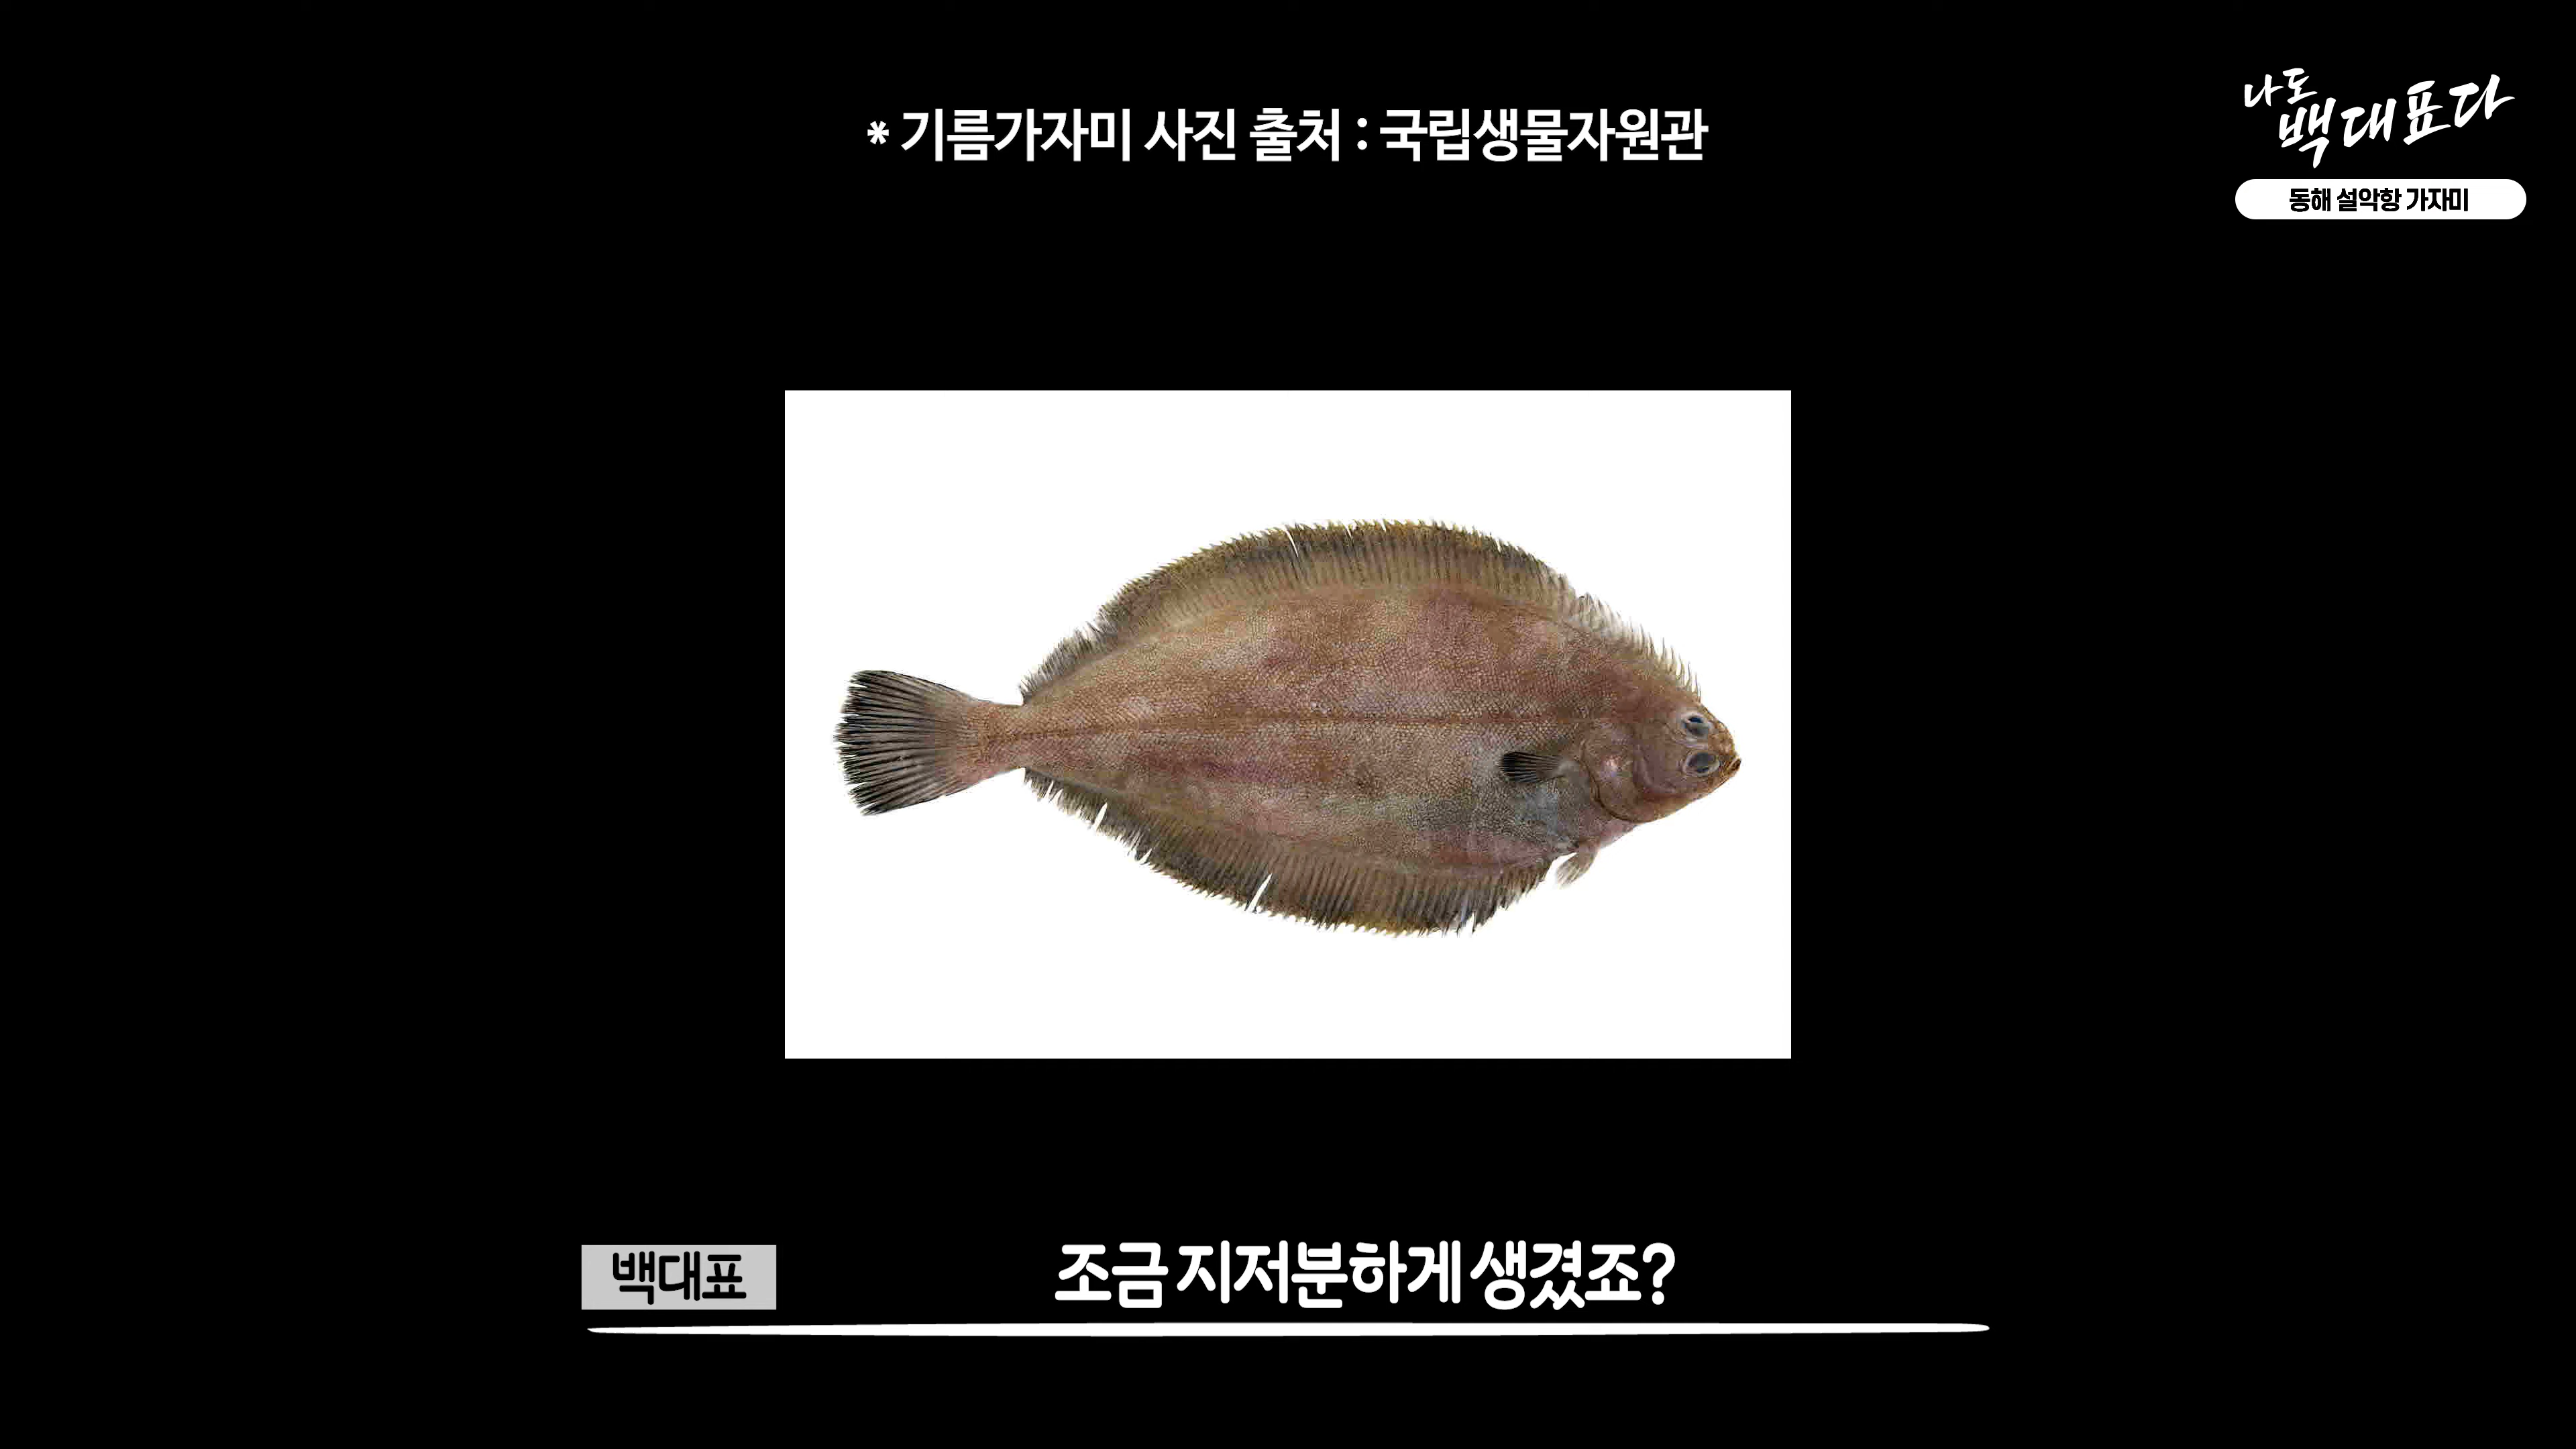 * 기름가자미 사진 출처 : 국립생물자원관
나도
백대표다
동해 설악항 가자미
백대표
조금 지저분하게 생겼죠?